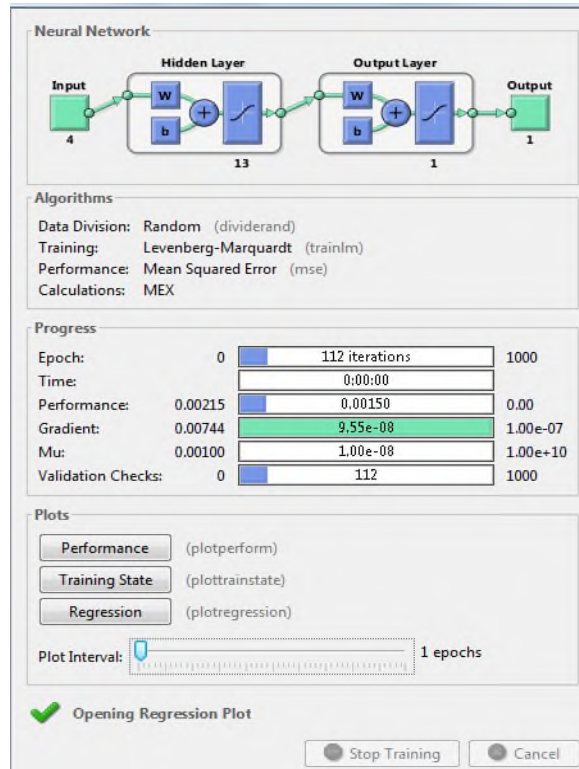 Neural Network
Hidden Layer Output Layer
Input Output
W W
b b
4 13 1 1
Algorithms
Data Division: Random (dividerand)
Training: Levenberg-Marquardt (trainlm)
Performance: Mean Squared Error (mse)
Calculations: MEX
Progress
Epoch: 0 112 iterations 1000
Time: 0:00:00
Performance: 0.00215 0.00150 0.00
Gradient: 0.00744 9.55e-08 1.00e-07
Mu: 0.00100 1.00e-08 1.00e+10
Validation Checks: 0 112 1000
Plots
Performance (plotperform)
Training State (plottrainstate)
Regression (plotregression)
Plot Interval: 1 epochs
Opening Regression Plot
Stop Training Cancel